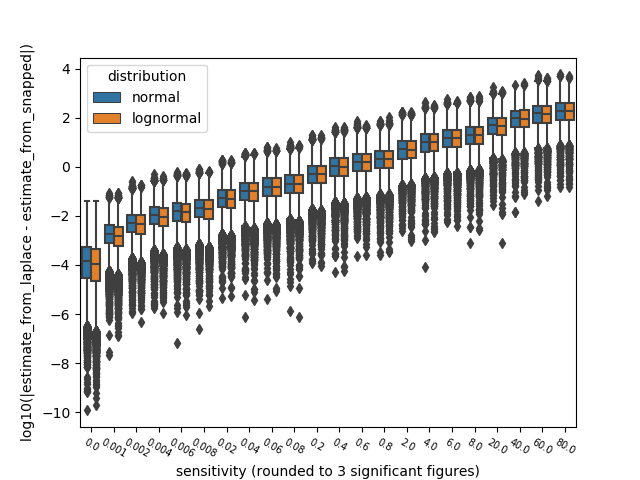 log10(|estimate_from_laplace - estimate_from_snapped|)
distribution
normal
lognormal
4
2
0
−2
−4
−6
−8
−10
0.0 0.001 0.002 0.004 0.006 0.008 0.02 0.04 0.06 0.08 0.2 0.4 0.6 0.8 2.0 4.0 6.0 8.0 20.0 40.0 60.0 80.0
sensitivity (rounded to 3 significant figures)